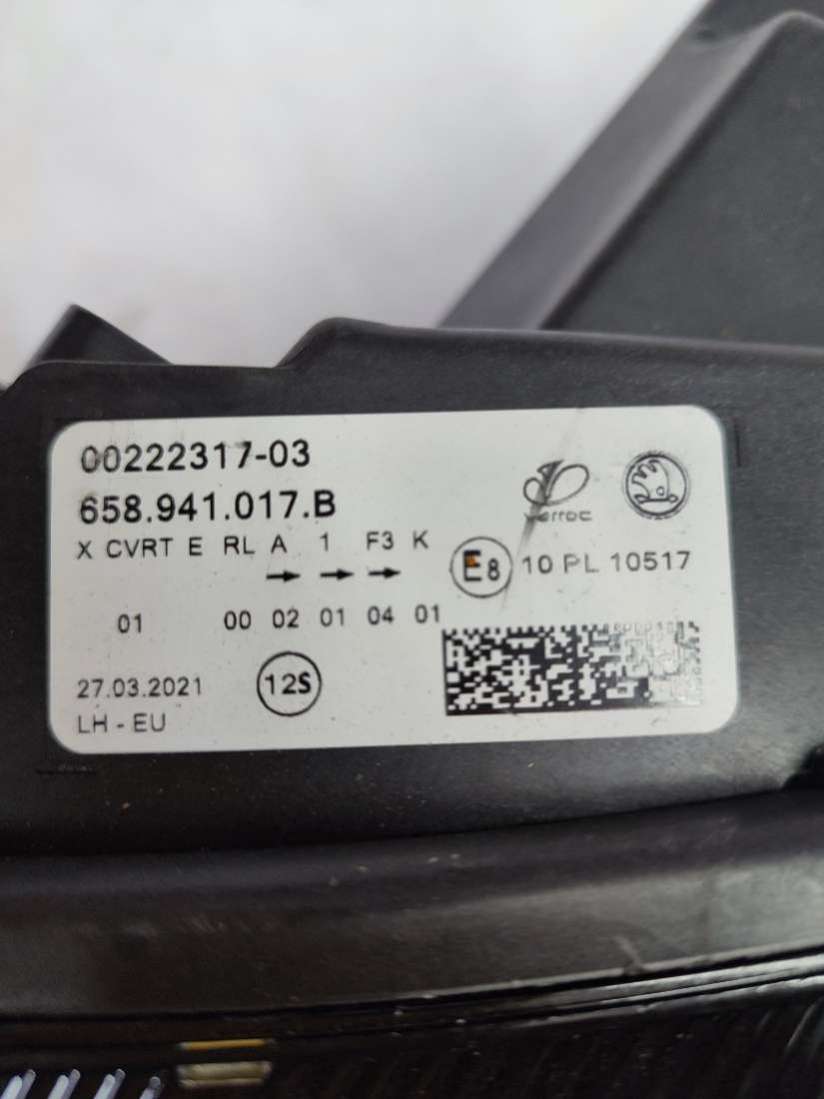 00222317-03
658.941.017.B
X CVRT E RL A 1 F3 K
E8 10 PL 10517
01 00 02 01 04 01
27.03.2021 12S
LH - EU